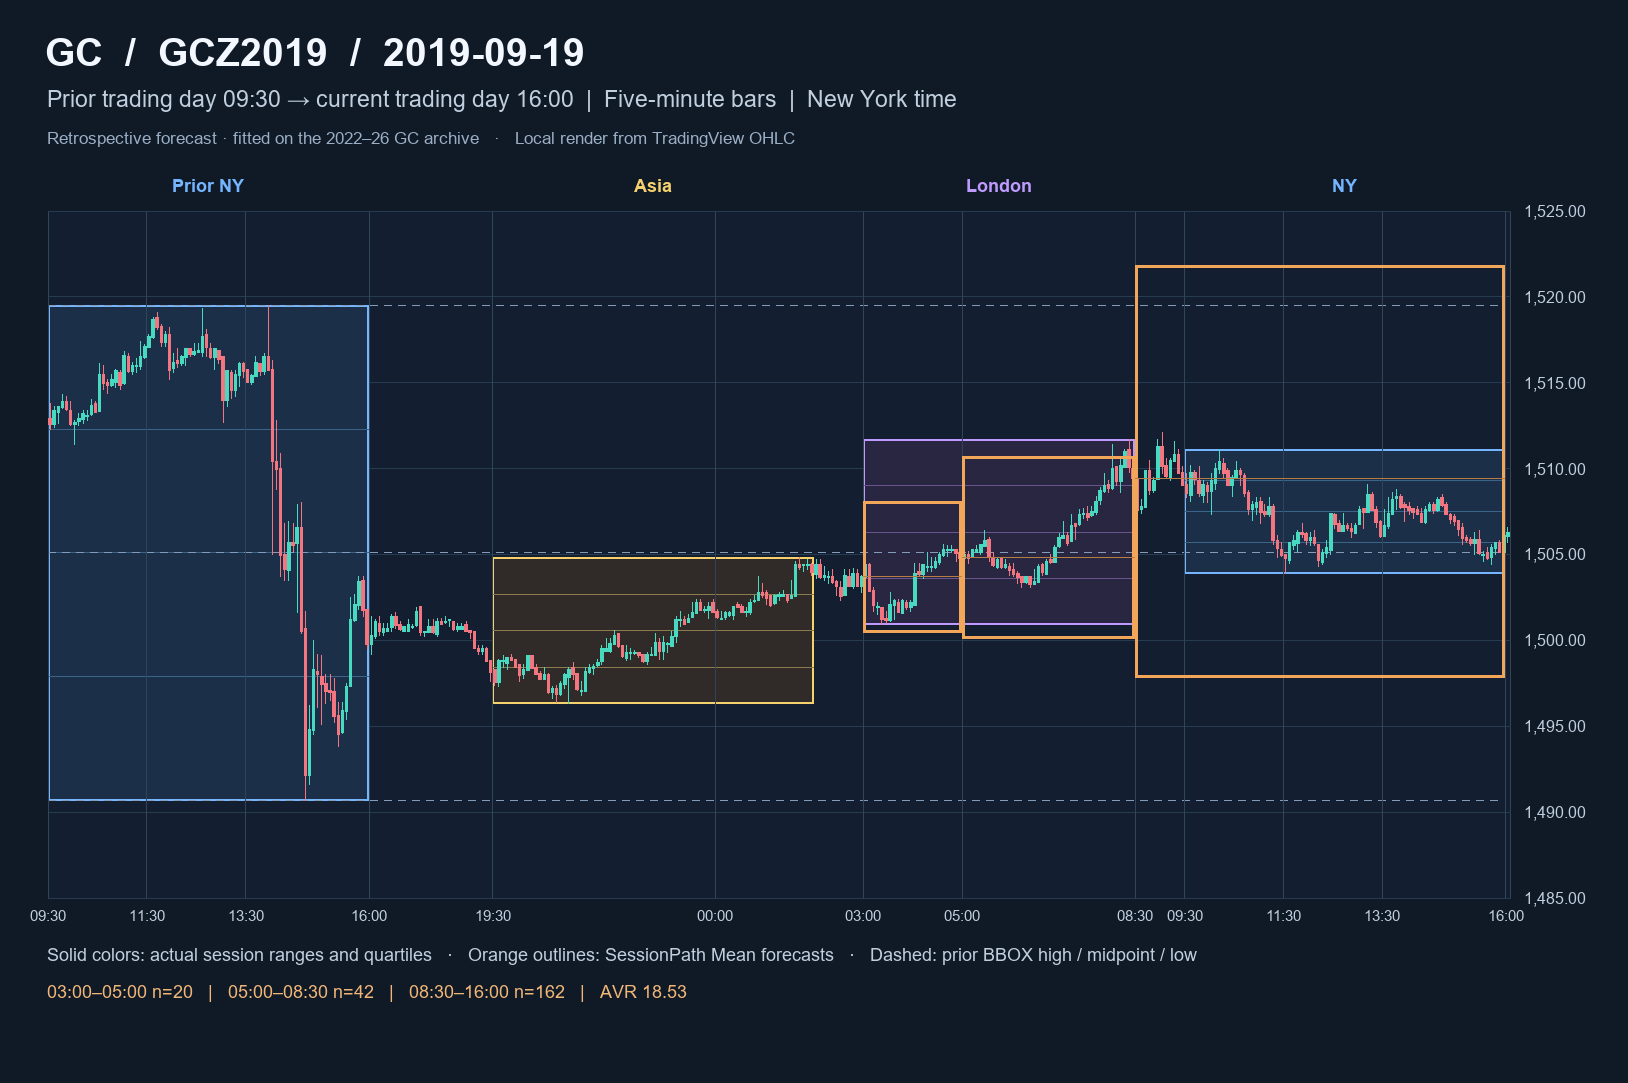 GC / GCZ2019 / 2019-09-19
Prior trading day 09:30 → current trading day 16:00 | Five-minute bars | New York time
Retrospective forecast · fitted on the 2022–26 GC archive · Local render from TradingView OHLC
Prior NY Asia London NY
1,525.00
1,520.00
1,515.00
1,510.00
1,505.00
1,500.00
1,495.00
1,490.00
1,485.00
09:30 11:30 13:30 16:00 19:30 00:00 03:00 05:00 08:30 09:30 11:30 13:30 16:00
Solid colors: actual session ranges and quartiles · Orange outlines: SessionPath Mean forecasts · Dashed: prior BBOX high / midpoint / low
03:00–05:00 n=20 | 05:00–08:30 n=42 | 08:30–16:00 n=162 | AVR 18.53